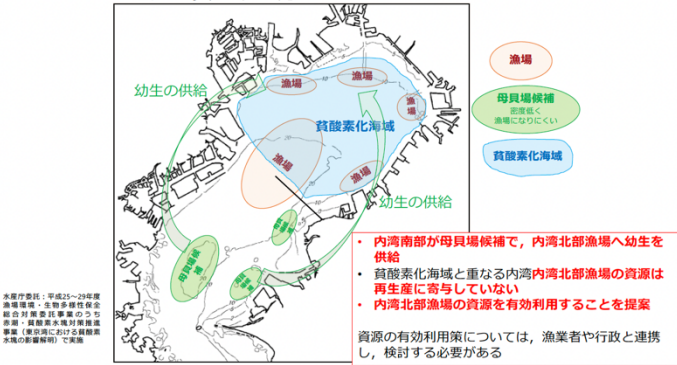 幼生の供給
漁場
漁場
漁場
貧酸素化海域
漁場
漁場
幼生の供給
母貝場候補
漁場
母貝場候補
密度低く
漁場になりにくい
貧酸素化海域
・ 内湾南部が母貝場候補で，内湾北部漁場へ幼生を
供給
・ 貧酸素化海域と重なる内湾内湾北部漁場の資源は
再生産に寄与していない
・ 内湾北部漁場の資源を有効利用することを提案
資源の有効利用策については，漁業者や行政と連携
し，検討する必要がある
水産庁委託：平成25～29年度
漁場環境・生物多様性保全
総合対策委託事業のうち
赤潮・貧酸素水塊対策推進
事業（東京湾における貧酸素
水塊の影響解明）で実施